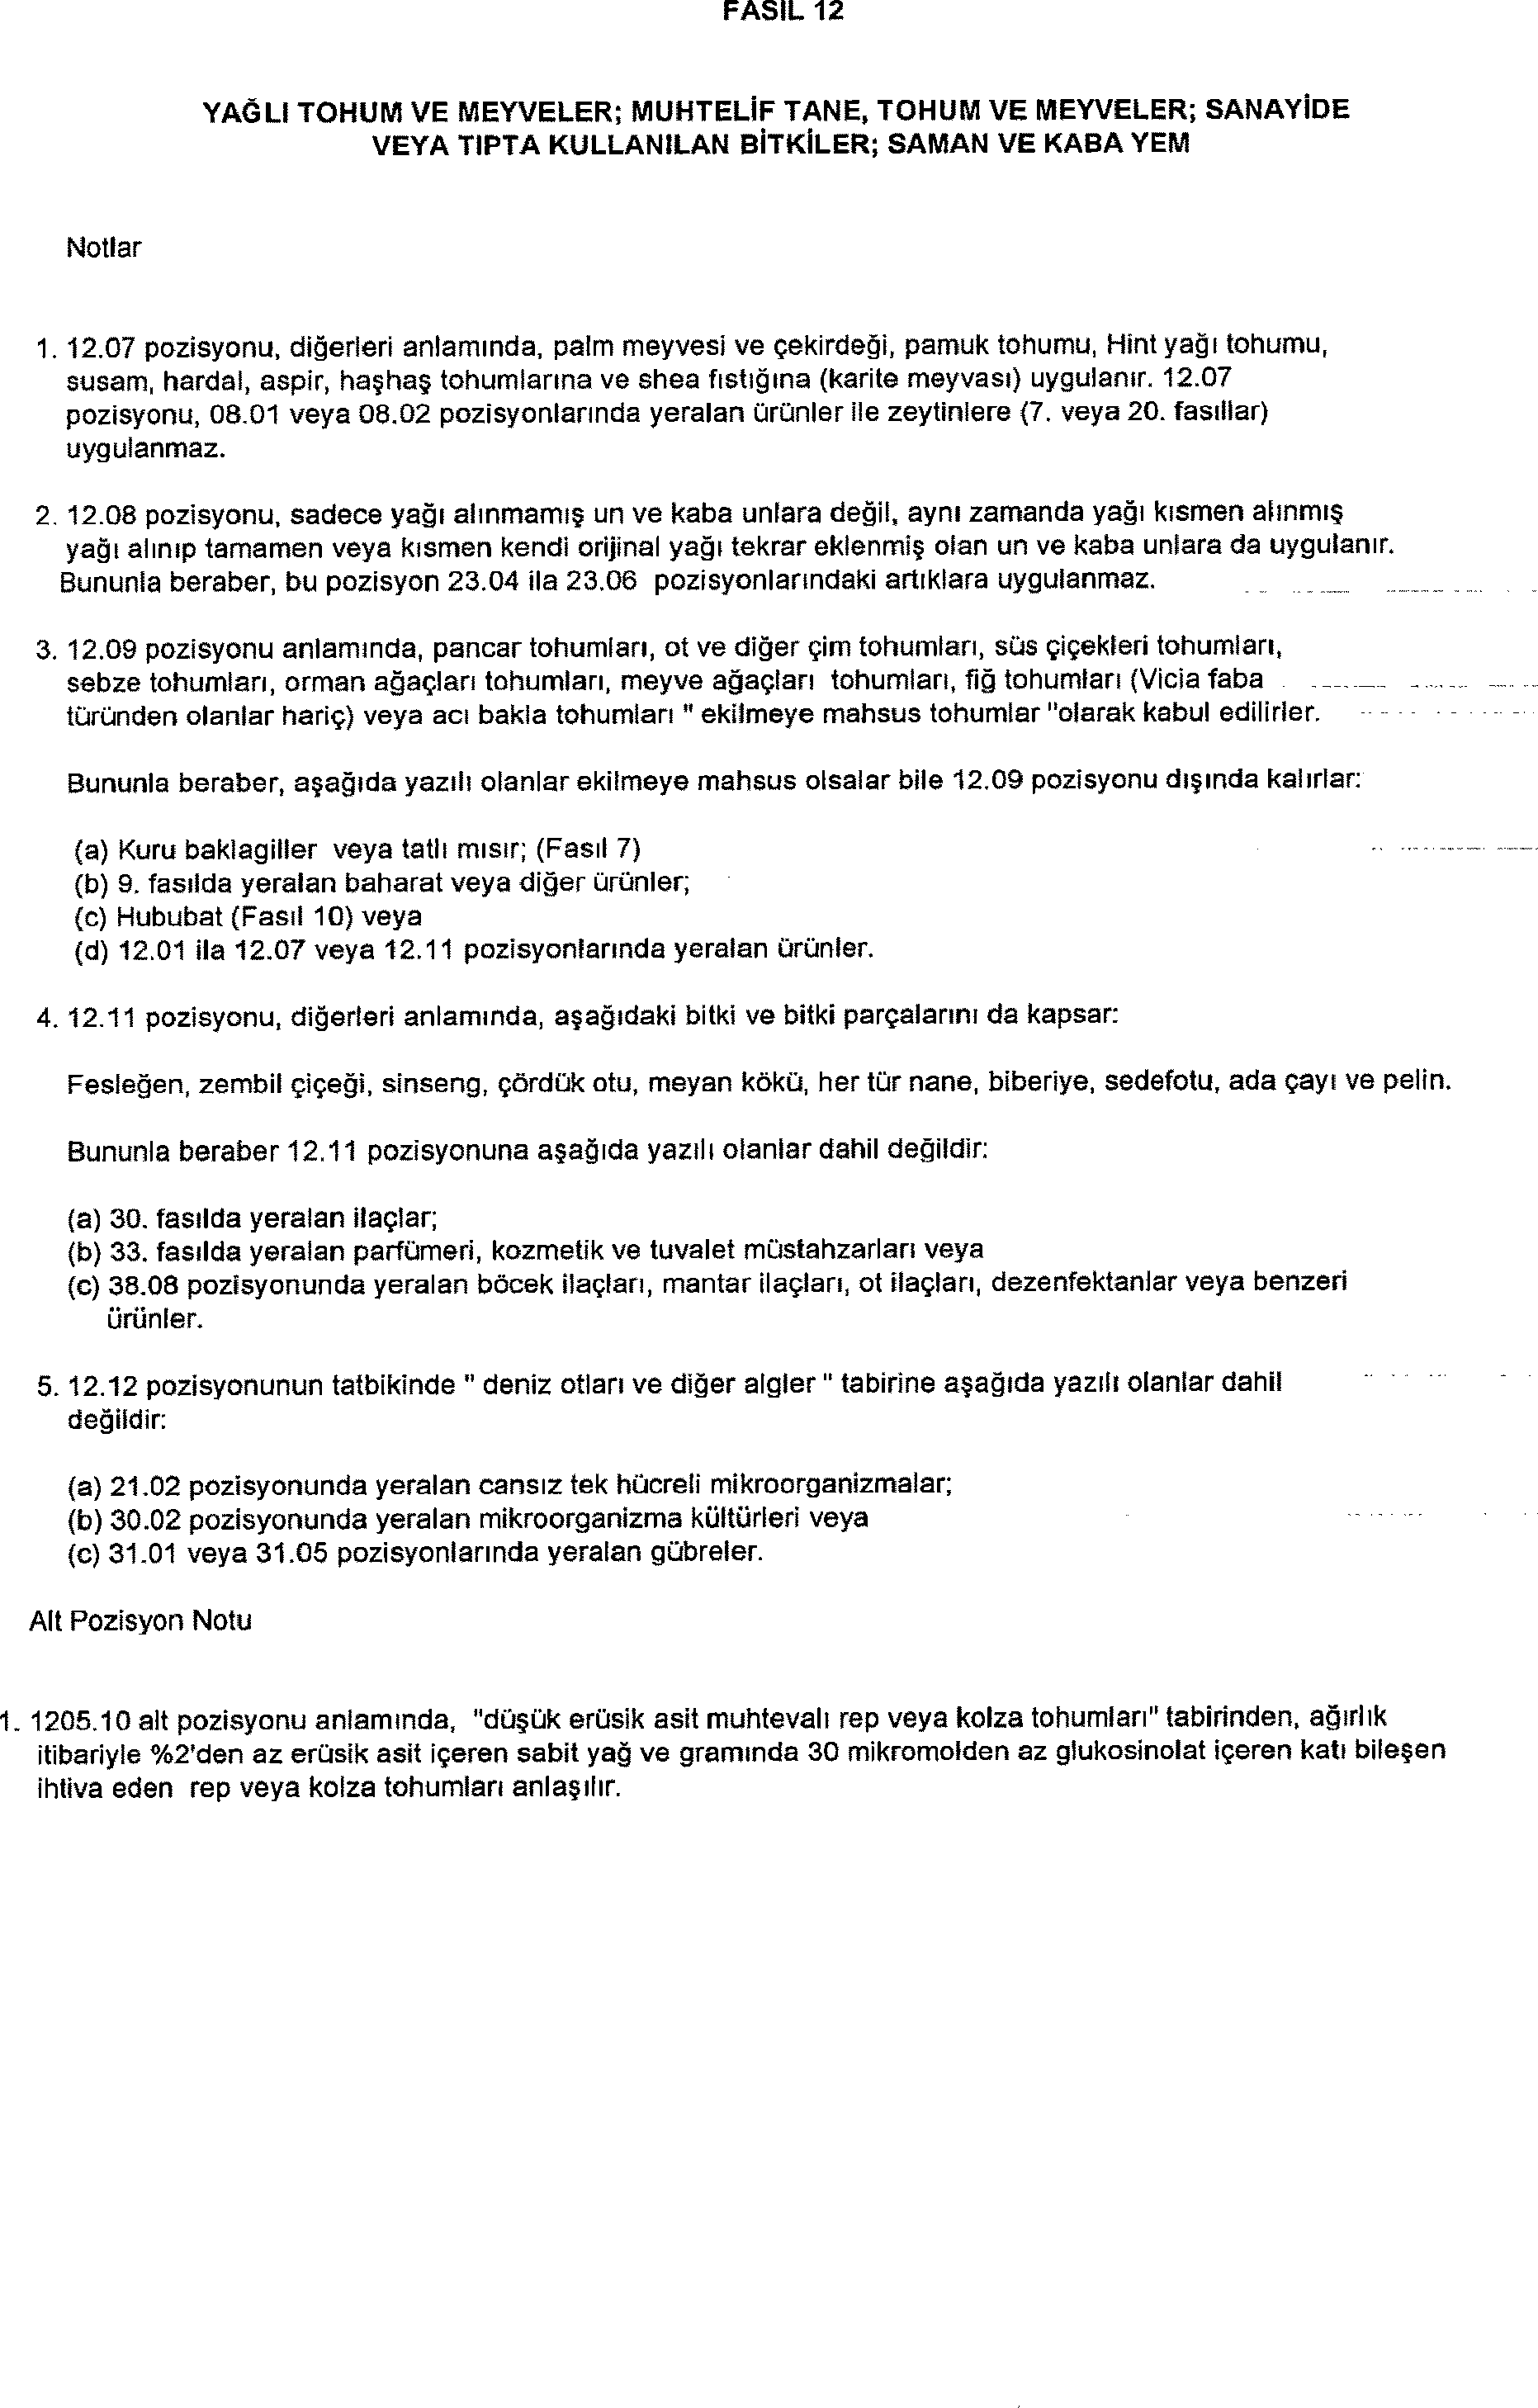 FASIL 12
YAĞLI TOHUM VE MEYVELER; MUHTELİF TANE, TOHUM VE MEYVELER; SANAYİDE
VEYA TIPTA KULLANILAN BİTKİLER; SAMAN VE KABA YEM
Notlar
1. 12.07 pozisyonu, diğerleri anlamında, palm meyvesi ve çekirdeği, pamuk tohumu, Hint yağı tohumu,
susam, hardal, aspir, haşhaş tohumlarına ve shea fıstığına (karite meyvası) uygulanır. 12.07
pozisyonu, 08.01 veya 08.02 pozisyonlarında yeralan ürünler ile zeytinlere (7. veya 20. fasıllar)
uygulanmaz.
2. 12.08 pozisyonu, sadece yağı alınmamış un ve kaba unlara değil, aynı zamanda yağı kısmen alınmış
yağı alınıp tamamen veya kısmen kendi orijinal yağı tekrar eklenmiş olan un ve kaba unlara da uygulanır.
Bununla beraber, bu pozisyon 23.04 ila 23.06 pozisyonlarındaki artıklara uygulanmaz.
3. 12.09 pozisyonu anlamında, pancar tohumları, ot ve diğer çim tohumları, süs çiçekleri tohumları,
sebze tohumları, orman ağaçları tohumları, meyve ağaçları tohumları, fiğ tohumları (Vicia faba
türünden olanlar hariç) veya acı bakla tohumları " ekilmeye mahsus tohumlar "olarak kabul edilirler.
Bununla beraber, aşağıda yazılı olanlar ekilmeye mahsus olsalar bile 12.09 pozisyonu dışında kalırlar:
(a) Kuru baklagiller veya tatlı mısır; (Fasıl 7)
(b) 9. fasılda yeralan baharat veya diğer ürünler;
(c) Hububat (Fasıl 10) veya
(d) 12.01 ila 12.07 veya 12.11 pozisyonlarında yeralan ürünler.
4. 12.11 pozisyonu, diğerleri anlamında, aşağıdaki bitki ve bitki parçalarını da kapsar:
Fesleğen, zembil çiçeği, sinseng, çördük otu, meyan kökü, her tür nane, biberiye, sedefotu, ada çayı ve pelin.
Bununla beraber 12.11 pozisyonuna aşağıda yazılı olanlar dahil değildir:
(a) 30. fasılda yeralan ilaçlar;
(b) 33. fasılda yeralan parfümeri, kozmetik ve tuvalet müstahzarları veya
(c) 38.08 pozisyonunda yeralan böcek ilaçları, mantar ilaçları, ot ilaçları, dezenfektanlar veya benzeri
ürünler.
5. 12.12 pozisyonunun tatbikinde " deniz otları ve diğer algler " tabirine aşağıda yazılı olanlar dahil
değildir:
(a) 21.02 pozisyonunda yeralan cansız tek hücreli mikroorganizmalar;
(b) 30.02 pozisyonunda yeralan mikroorganizma kültürleri veya
(c) 31.01 veya 31.05 pozisyonlarında yeralan gübreler.
Alt Pozisyon Notu
1. 1205.10 alt pozisyonu anlamında, "düşük erüsik asit muhtevalı rep veya kolza tohumları" tabirinden, ağırlık
itibariyle %2'den az erüsik asit içeren sabit yağ ve gramında 30 mikromolden az glukosinolat içeren katı bileşen
ihtiva eden rep veya kolza tohumları anlaşılır.